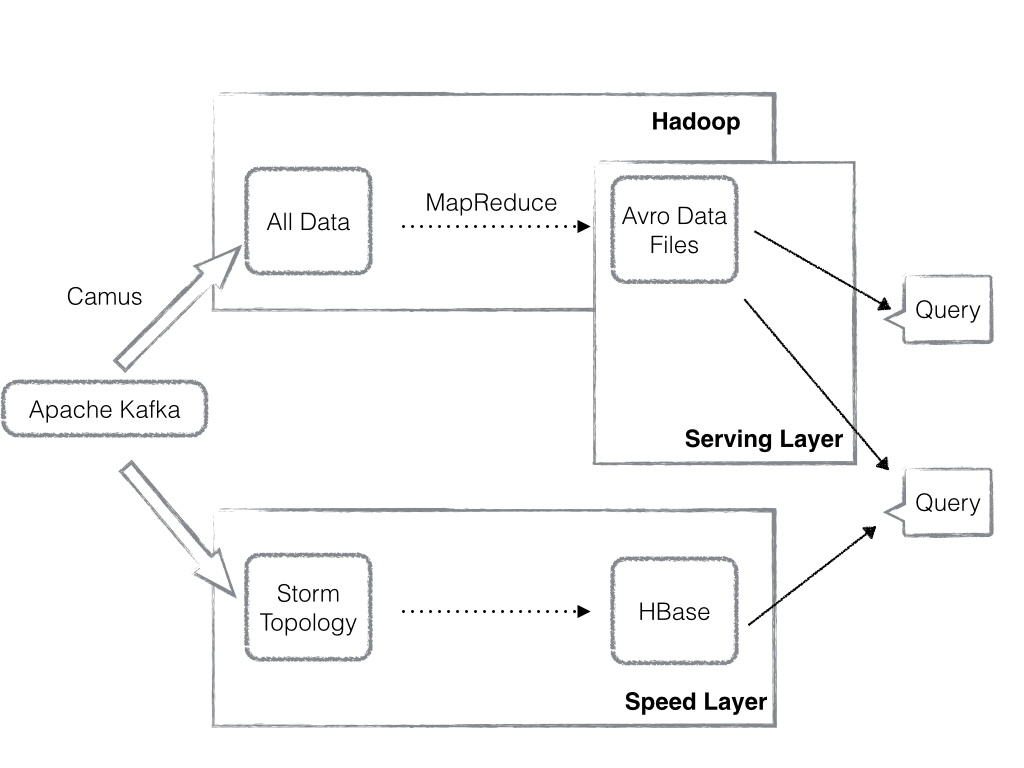 Hadoop
MapReduce
All Data
Avro Data
Files
Camus
Query
Apache Kafka
Serving Layer
Query
Storm
Topology
HBase
Speed Layer